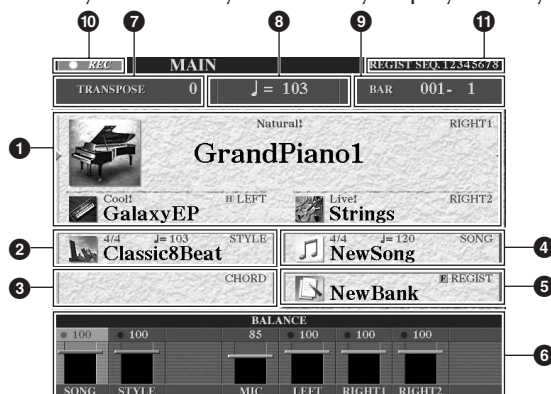 10 7 8 9 11
REC MAIN REGIST SEQ. 12345678
TRANSPOSE 0 ♩= 103 BAR 001- 1
Natural! RIGHT1
1 GrandPiano1
Cool! H LEFT Live! RIGHT2
GalaxyEP Strings
4/4 ♩= 103 STYLE 4/4 ♩= 120 SONG
2 Classic8Beat NewSong 4
CHORD REGIST
3 NewBank 5
BALANCE
100 100 85 100 100 100
6
SONG STYLE MIC LEFT RIGHT1 RIGHT2